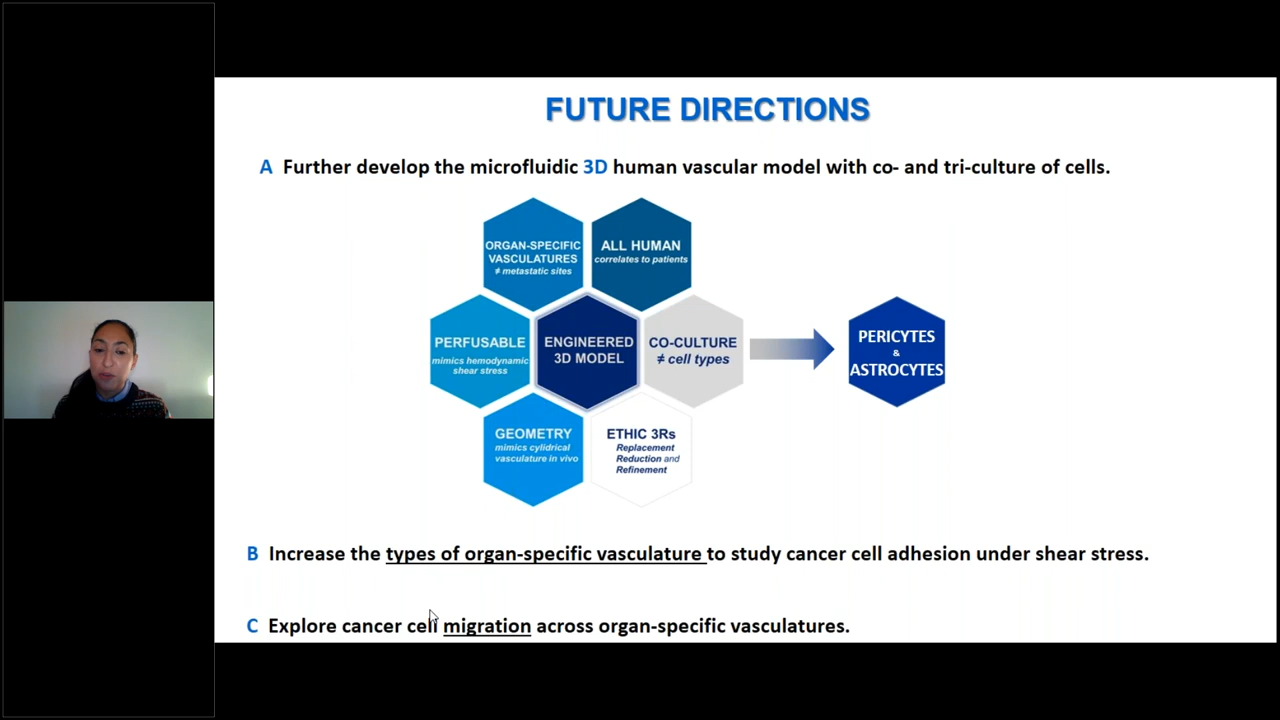 FUTURE DIRECTIONS
A Further develop the microfluidic 3D human vascular model with co- and tri-culture of cells.
ORGAN-SPECIFIC
VASCULATURES
≠ metastatic sites
ALL HUMAN
correlates to patients
PERFUSABLE
mimics hemodynamic
shear stress
ENGINEERED
3D MODEL
CO-CULTURE
≠ cell types
PERICYTES
&
ASTROCYTES
GEOMETRY
mimics cylidrical
vasculature in vivo
ETHIC 3Rs
Replacement
Reduction and
Refinement
B Increase the types of organ-specific vasculature to study cancer cell adhesion under shear stress.
C Explore cancer cell migration across organ-specific vasculatures.